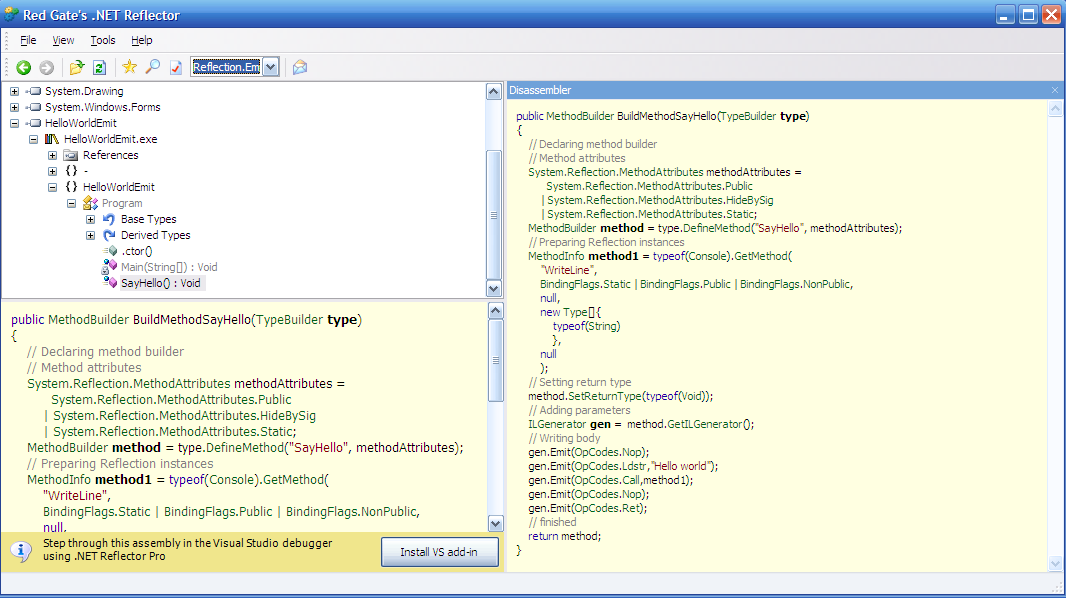 Red Gate's .NET Reflector
File View Tools Help
Reflection.Em
System.Drawing
System.Windows.Forms
HelloWorldEmit
HelloWorldEmit.exe
References
{} -
{} HelloWorldEmit
Program
Base Types
Derived Types
.ctor()
Main(String[]) : Void
SayHello() : Void
public MethodBuilder BuildMethodSayHello(TypeBuilder type)
{
// Declaring method builder
// Method attributes
System.Reflection.MethodAttributes methodAttributes =
System.Reflection.MethodAttributes.Public
| System.Reflection.MethodAttributes.HideBySig
| System.Reflection.MethodAttributes.Static;
MethodBuilder method = type.DefineMethod("SayHello", methodAttributes);
// Preparing Reflection instances
MethodInfo method1 = typeof(Console).GetMethod(
"WriteLine",
BindingFlags.Static | BindingFlags.Public | BindingFlags.NonPublic,
null,
Step through this assembly in the Visual Studio debugger
using .NET Reflector Pro
Install VS add-in
Disassembler
public MethodBuilder BuildMethodSayHello(TypeBuilder type)
{
// Declaring method builder
// Method attributes
System.Reflection.MethodAttributes methodAttributes =
System.Reflection.MethodAttributes.Public
| System.Reflection.MethodAttributes.HideBySig
| System.Reflection.MethodAttributes.Static;
MethodBuilder method = type.DefineMethod("SayHello", methodAttributes);
// Preparing Reflection instances
MethodInfo method1 = typeof(Console).GetMethod(
"WriteLine",
BindingFlags.Static | BindingFlags.Public | BindingFlags.NonPublic,
null,
new Type[]{
typeof(String)
},
null
);
// Setting return type
method.SetReturnType(typeof(Void));
// Adding parameters
ILGenerator gen = method.GetILGenerator();
// Writing body
gen.Emit(OpCodes.Nop);
gen.Emit(OpCodes.Ldstr,"Hello world");
gen.Emit(OpCodes.Call,method1);
gen.Emit(OpCodes.Nop);
gen.Emit(OpCodes.Ret);
// finished
return method;
}